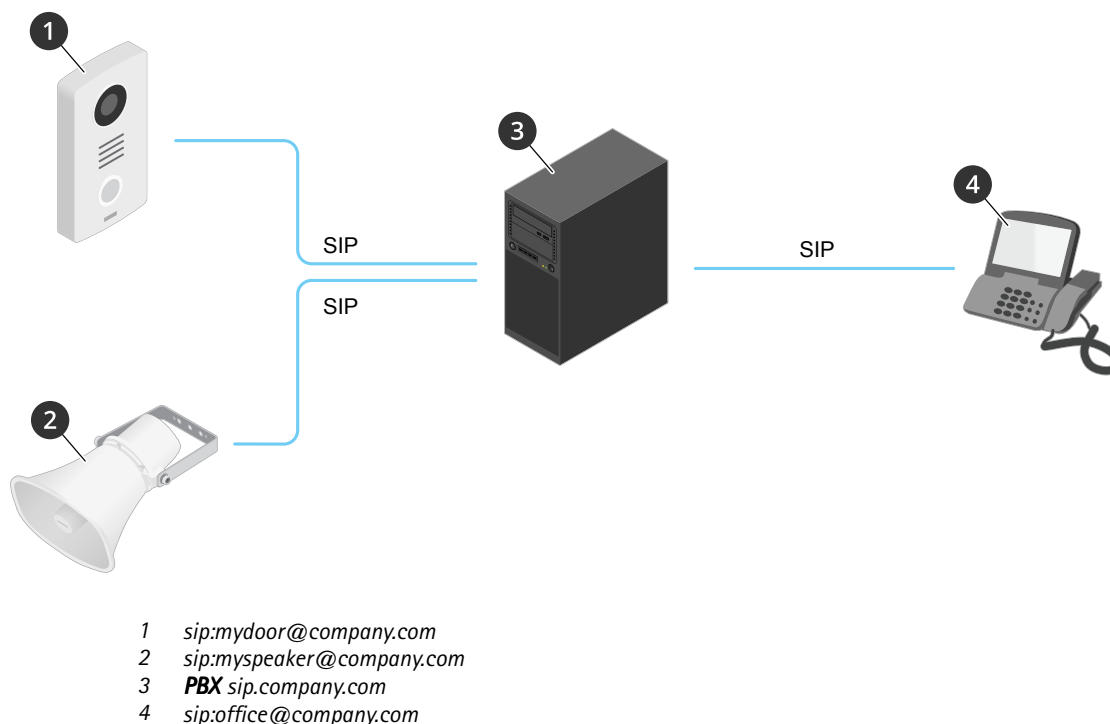 1
3
4
SIP
SIP
SIP
2
1 sip:mydoor@company.com
2 sip:myspeaker@company.com
3 PBX sip.company.com
4 sip:office@company.com